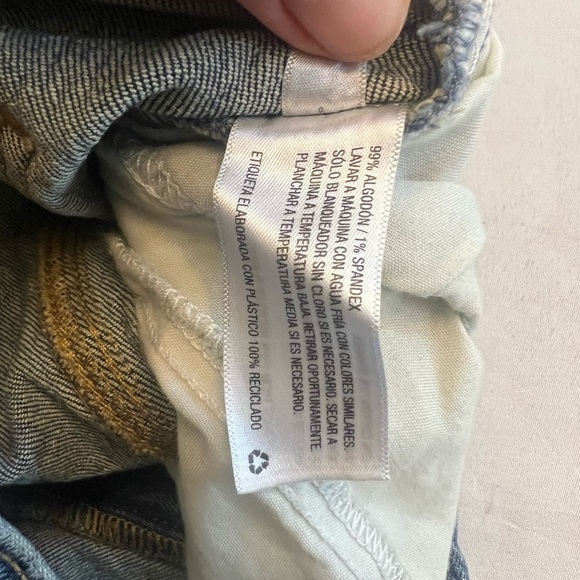 99% ALGODÓN / 1% SPANDEX
LAVAR A MÁQUINA CON AGUA FRÍA CON COLORES SIMILARES.
SÓLO BLANQUEADOR SIN CLORO SI ES NECESARIO. SECAR A
MÁQUINA A TEMPERATURA BAJA. RETIRAR OPORTUNAMENTE.
PLANCHAR A TEMPERATURA MEDIA SI ES NECESARIO.
ETIQUETA ELABORADA CON PLÁSTICO 100% RECICLADO